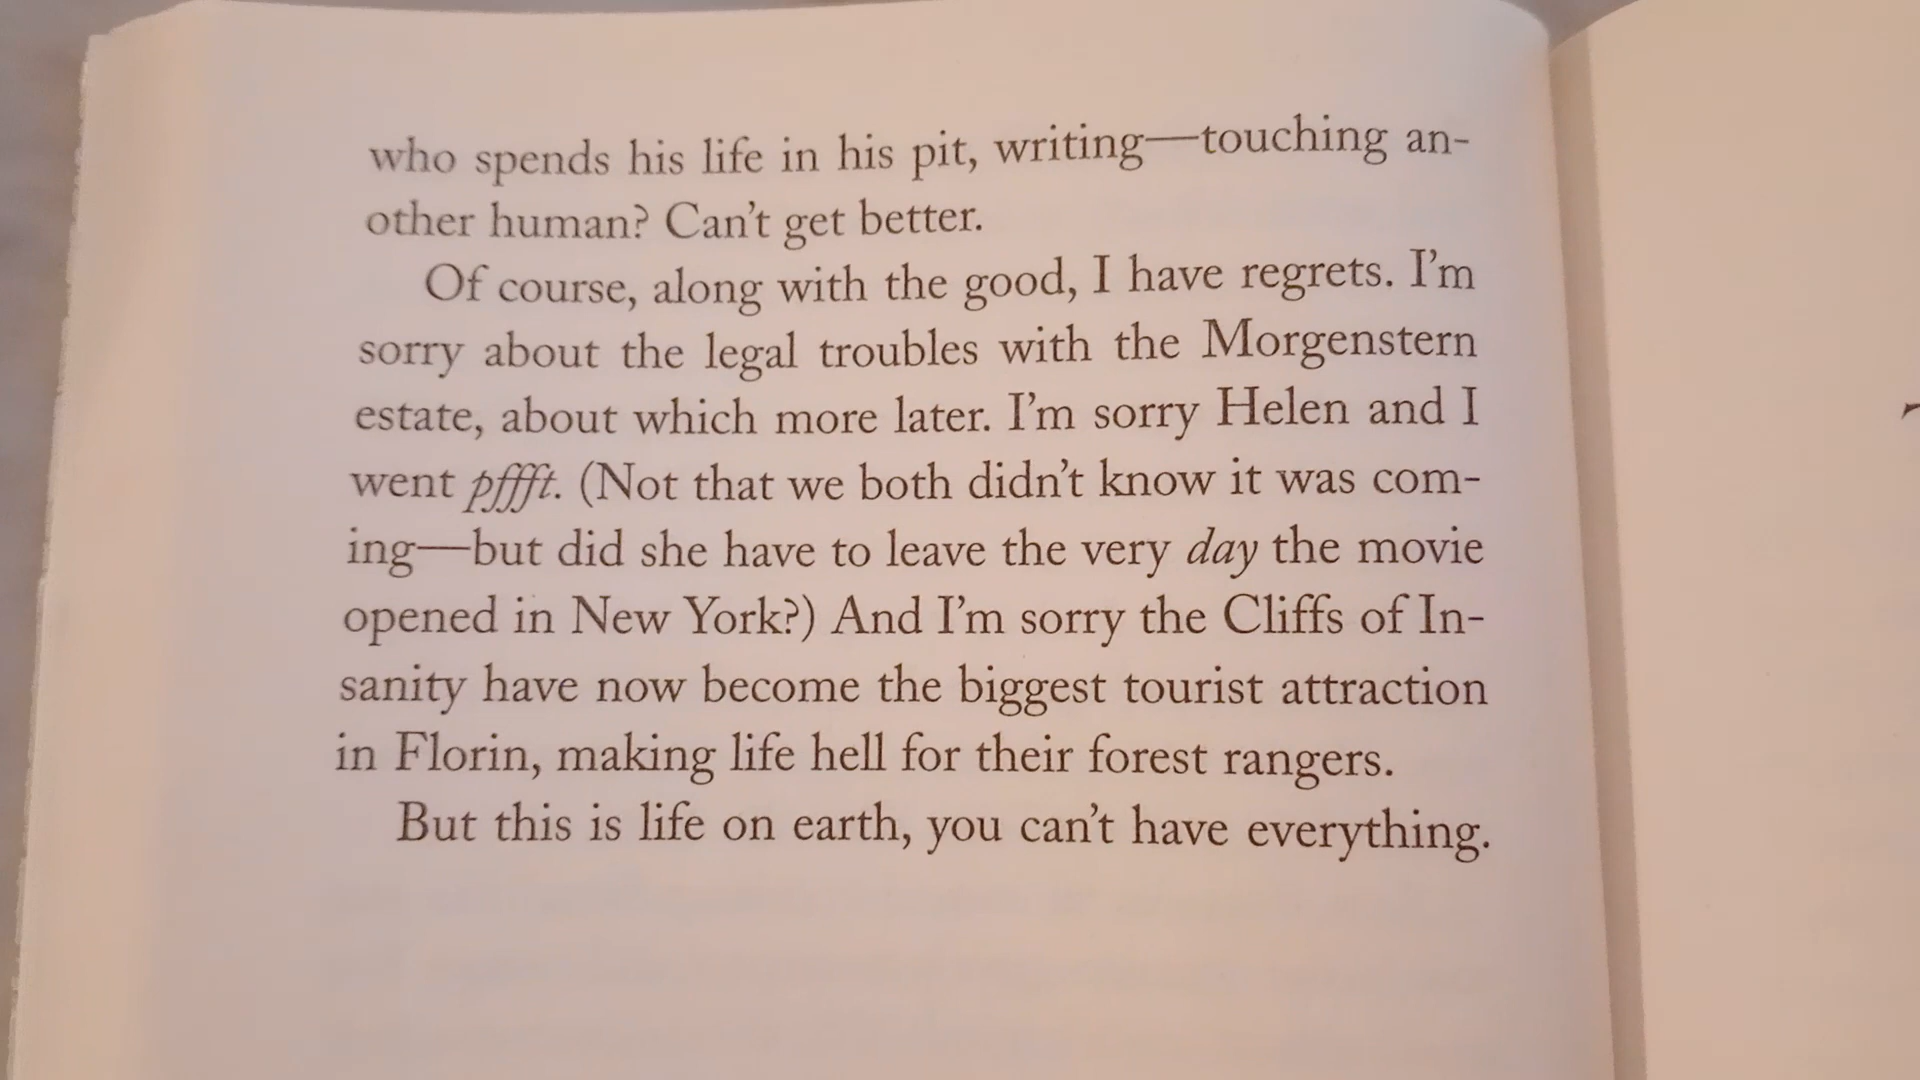 who spends his life in his pit, writing—touching an-
other human? Can't get better.
Of course, along with the good, I have regrets. I'm
sorry about the legal troubles with the Morgenstern
estate, about which more later. I'm sorry Helen and I
went pffft. (Not that we both didn't know it was com-
ing—but did she have to leave the very day the movie
opened in New York?) And I'm sorry the Cliffs of In-
sanity have now become the biggest tourist attraction
in Florin, making life hell for their forest rangers.
But this is life on earth, you can't have everything.